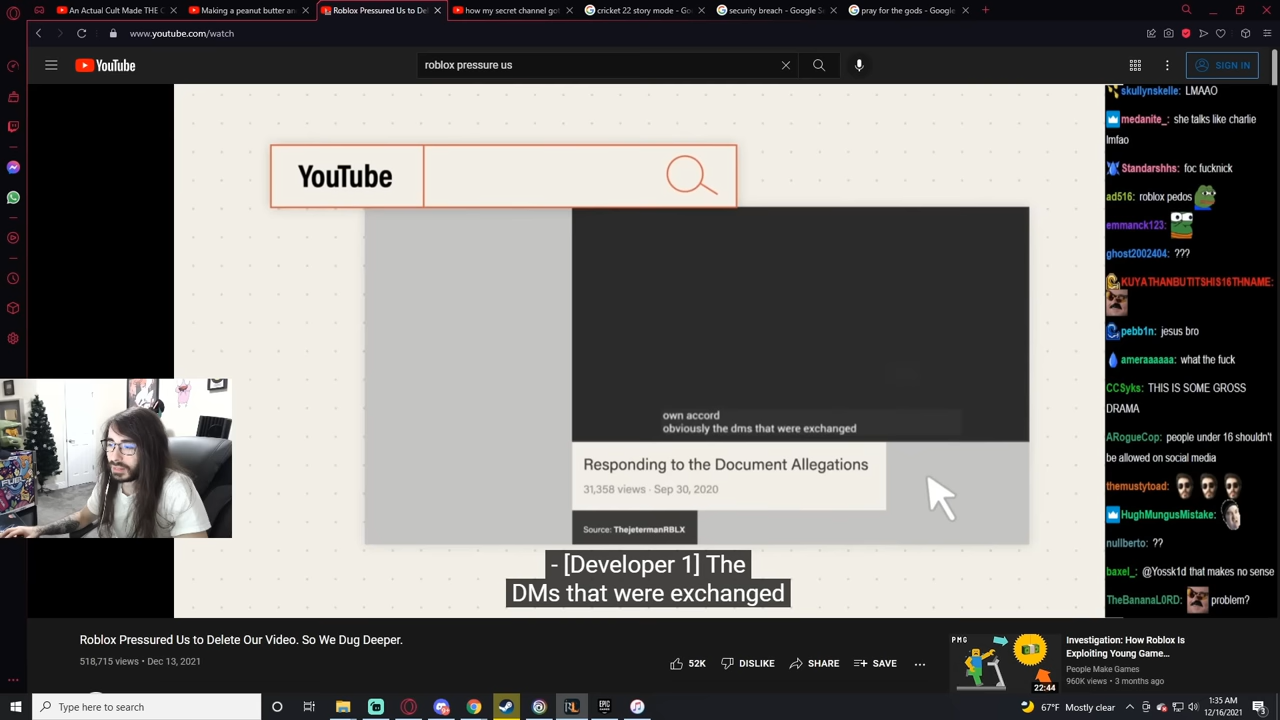 An Actual Cult Made THE G
Making a peanut butter an
Roblox Pressured Us to De
how my secret channel got
cricket 22 story mode - Go
security breach - Google S
pray for the gods - Google
www.youtube.com/watch
YouTube
roblox pressure us
SIGN IN
YouTube
own accord
obviously the dms that were exchanged
Responding to the Document Allegations
31,358 views · Sep 30, 2020
Source: ThejetermanRBLX
- [Developer 1] The
DMs that were exchanged
skullynskelle: LMAAO
medanite_: she talks like charlie
lmfao
Standarshhs: foc fucknick
ad516: roblox pedos
emmanck123:
ghost2002404: ???
KUYATHANBUTITSHIS16THNAME:
pebb1n: jesus bro
ameraaaaaa: what the fuck
CCSyks: THIS IS SOME GROSS
DRAMA
ARogueCop: people under 16 shouldn't
be allowed on social media
themustytoad:
HughMungusMistake:
nullberto: ??
baxel_: @Yossk1d that makes no sense
TheBananaL0RD: problem?
Roblox Pressured Us to Delete Our Video. So We Dug Deeper.
518,715 views • Dec 13, 2021
52K
DISLIKE
SHARE
SAVE
PMG
22:44
Investigation: How Roblox Is
Exploiting Young Game...
People Make Games
960K views • 3 months ago
Type here to search
67°F Mostly clear
1:35 AM
12/16/2021